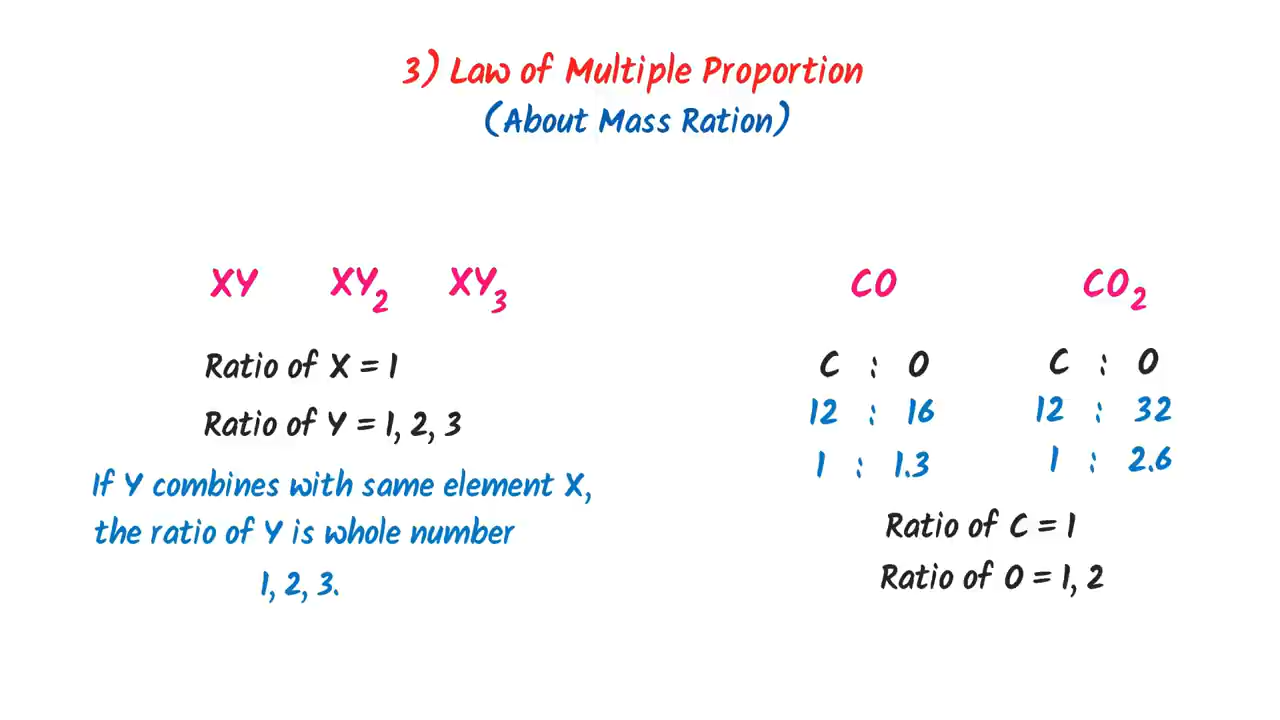 3) Law of Multiple Proportion
(About Mass Ration)
XY XY₂ XY₃
Ratio of X = 1
Ratio of Y = 1, 2, 3
If Y combines with same element X,
the ratio of Y is whole number
1, 2, 3.
CO CO₂
C : O C : O
12 : 16 12 : 32
1 : 1.3 1 : 2.6
Ratio of C = 1
Ratio of O = 1, 2